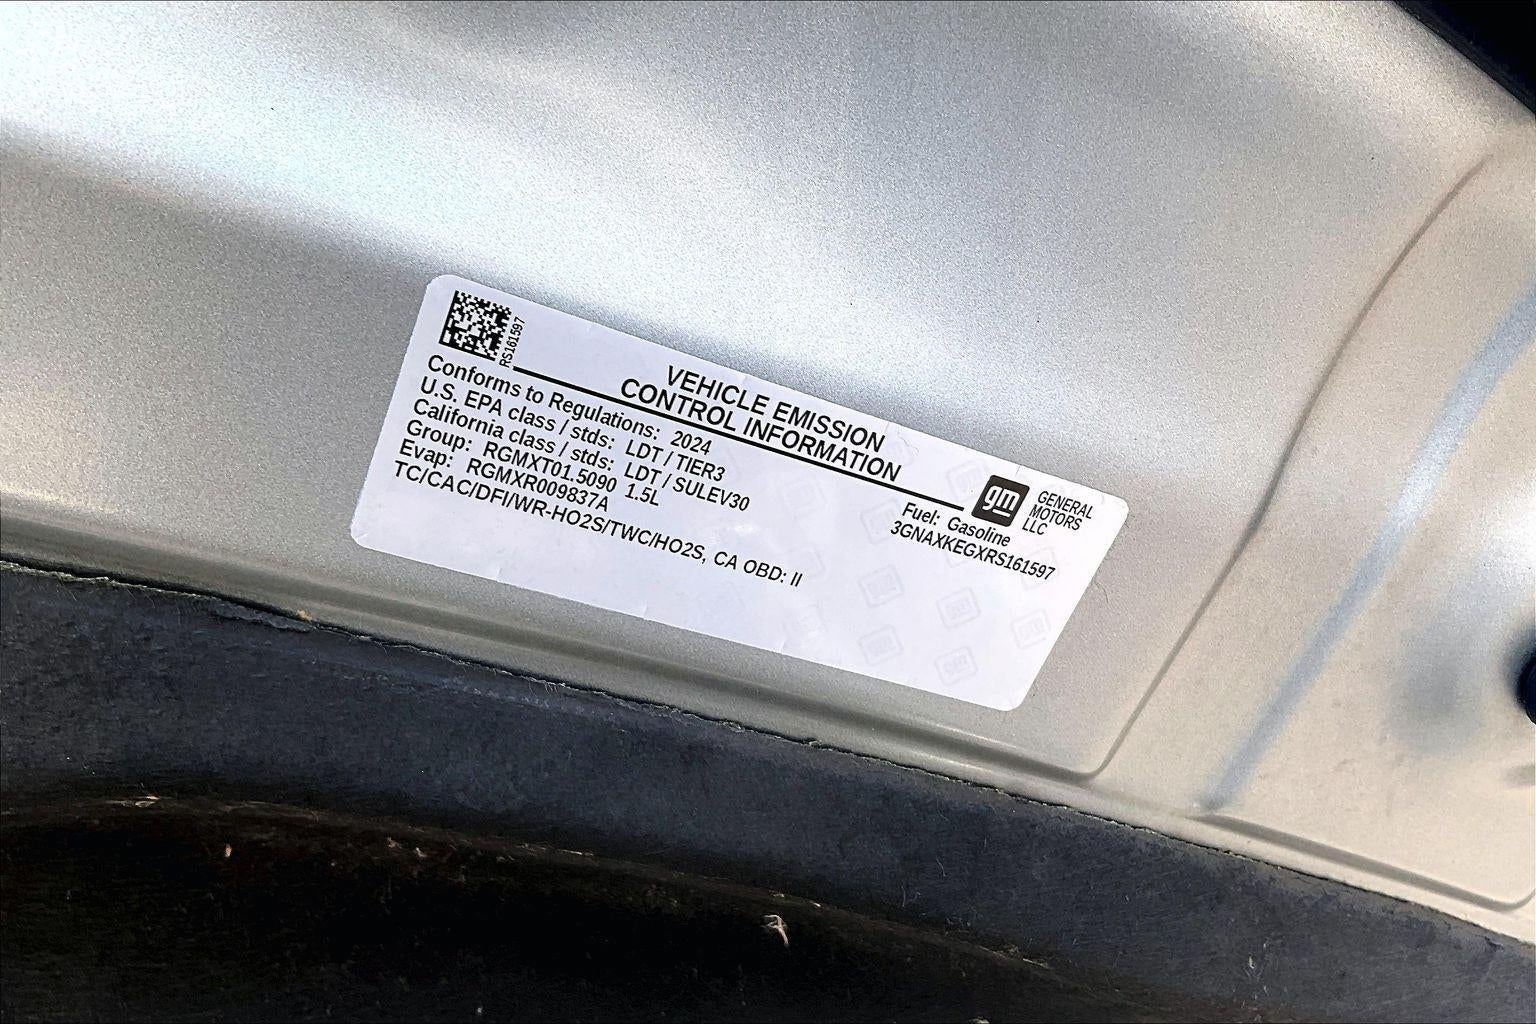 RS161597
VEHICLE EMISSION
CONTROL INFORMATION
Conforms to Regulations: 2024
U.S. EPA class / stds: LDT / TIER3
California class / stds: LDT / SULEV30
Group: RGMXT01.5090 1.5L
Evap: RGMXR009837A
TC/CAC/DFI/WR-HO2S/TWC/HO2S, CA OBD: II
gm
GENERAL
MOTORS
LLC
Fuel: Gasoline
3GNAXKEGXRS161597